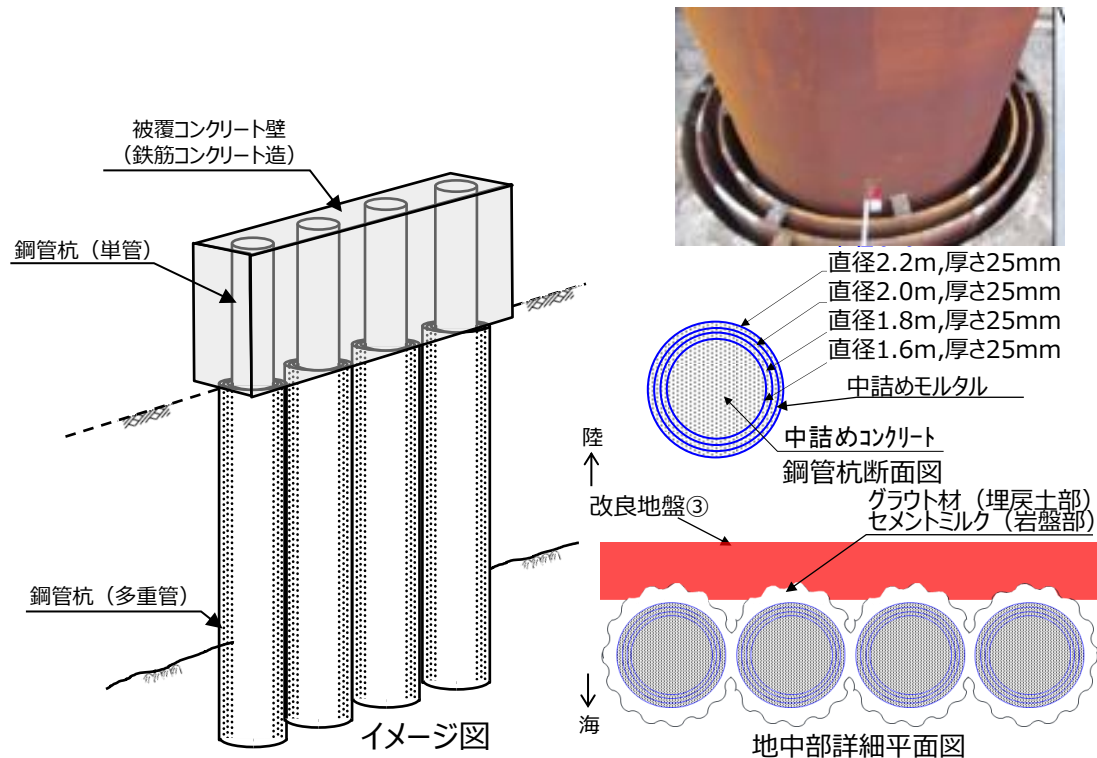 被覆コンクリート壁
（鉄筋コンクリート造）
鋼管杭（単管）
鋼管杭（多重管）
イメージ図
直径2.2m,厚さ25mm
直径2.0m,厚さ25mm
直径1.8m,厚さ25mm
直径1.6m,厚さ25mm
中詰めモルタル
中詰めコンクリート
鋼管杭断面図
陸
改良地盤③
グラウト材（埋戻土部）
セメントミルク（岩盤部）
海
地中部詳細平面図